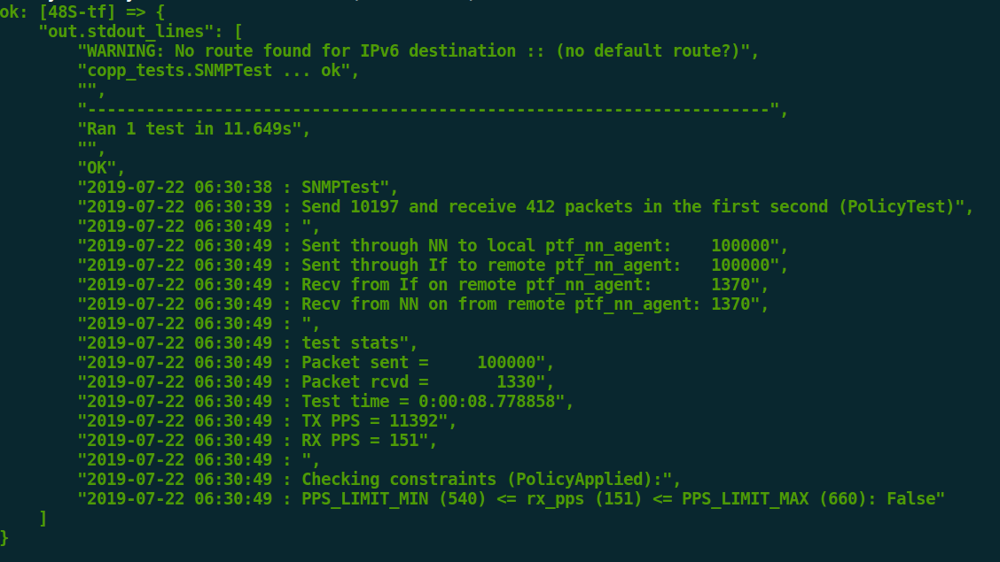 ok: [48S-tf] => {
    "out.stdout_lines": [
        "WARNING: No route found for IPv6 destination :: (no default route?)",
        "copp_tests.SNMPTest ... ok",
        "",
        "----------------------------------------------------------------------",
        "Ran 1 test in 11.649s",
        "",
        "OK",
        "2019-07-22 06:30:38 : SNMPTest",
        "2019-07-22 06:30:39 : Send 10197 and receive 412 packets in the first second (PolicyTest)",
        "2019-07-22 06:30:49 : ",
        "2019-07-22 06:30:49 : Sent through NN to local ptf_nn_agent:    100000",
        "2019-07-22 06:30:49 : Sent through If to remote ptf_nn_agent:   100000",
        "2019-07-22 06:30:49 : Recv from If on remote ptf_nn_agent:      1370",
        "2019-07-22 06:30:49 : Recv from NN on from remote ptf_nn_agent: 1370",
        "2019-07-22 06:30:49 : ",
        "2019-07-22 06:30:49 : test stats",
        "2019-07-22 06:30:49 : Packet sent =     100000",
        "2019-07-22 06:30:49 : Packet rcvd =       1330",
        "2019-07-22 06:30:49 : Test time = 0:00:08.778858",
        "2019-07-22 06:30:49 : TX PPS = 11392",
        "2019-07-22 06:30:49 : RX PPS = 151",
        "2019-07-22 06:30:49 : ",
        "2019-07-22 06:30:49 : Checking constraints (PolicyApplied):",
        "2019-07-22 06:30:49 : PPS_LIMIT_MIN (540) <= rx_pps (151) <= PPS_LIMIT_MAX (660): False"
    ]
}